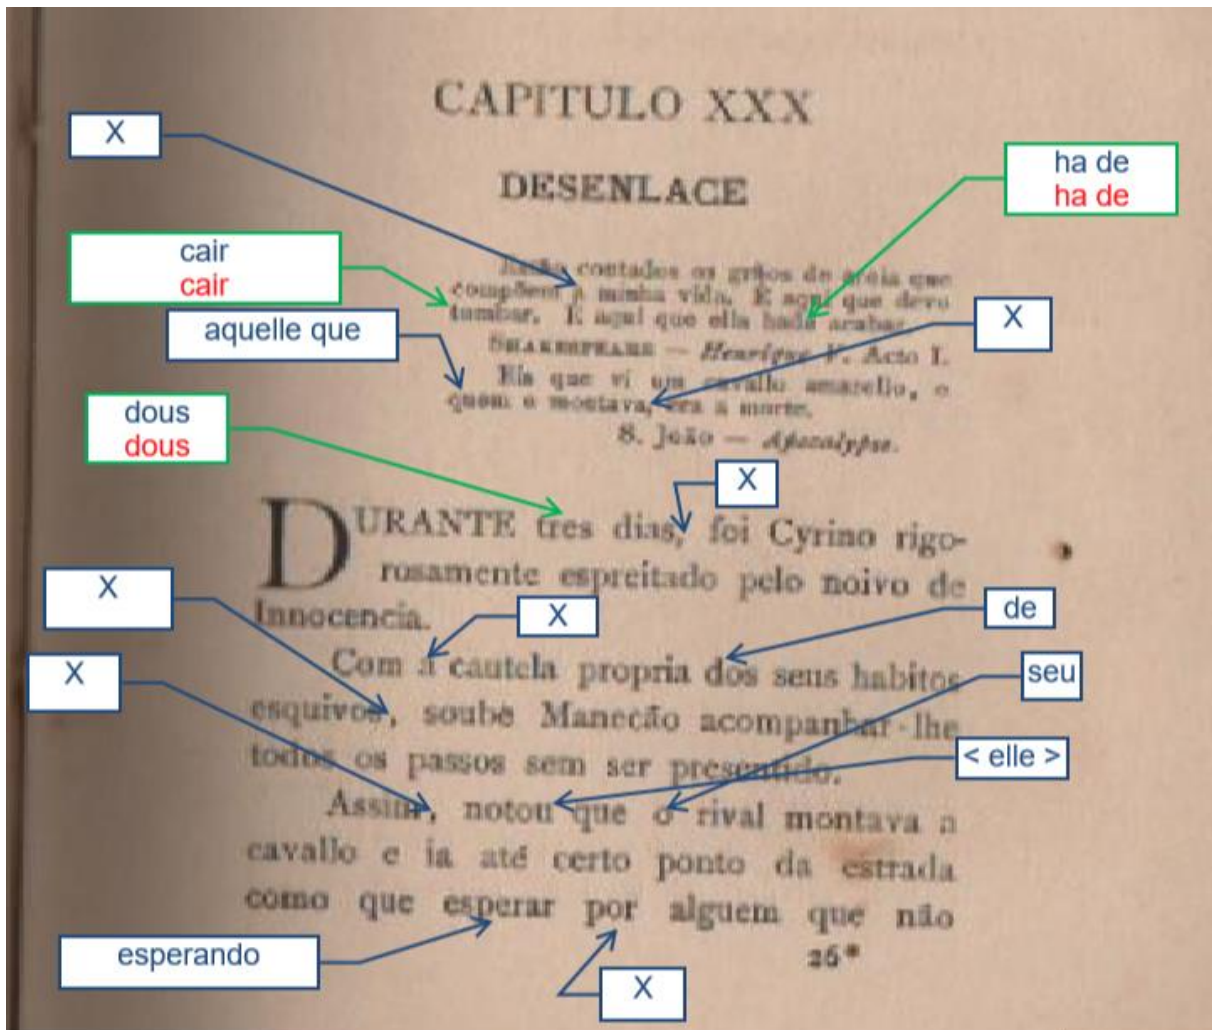 CAPITULO XXX
X
ha de
ha de
DESENLACE
cair
cair
Estão contados os grãos de areia que
compõem a minha vida. É aqui que devo
tumbar. É aqui que ella hade acabar.
aquelle que
X
SHAKESPEARE — Henrique V. Acto I.
Eis que vi um cavallo amarello, e
quem o montava, era a morte.
dous
dous
S. João — Apocalypse.
X
DURANTE tres dias, foi Cyrino rigo-
rosamente espreitado pelo noivo de
Innocencia.
X
X
de
Com a cautela propria dos seus habitos
X
seu
esquivos, soube Manecão acompanhar-lhe
todos os passos sem ser presentido.
< elle >
Assim, notou que o rival montava a
cavallo e ia até certo ponto da estrada
como que esperar por alguem que não
esperando
26*
X